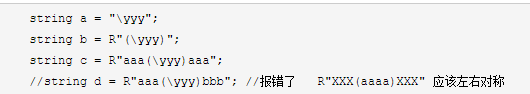 string a = "\yyy";
string b = R"(\yyy)";
string c = R"aaa(\yyy)aaa";
//string d = R"aaa(\yyy)bbb"; //报错了 R"XXX(aaaa)XXX" 应该左右对称